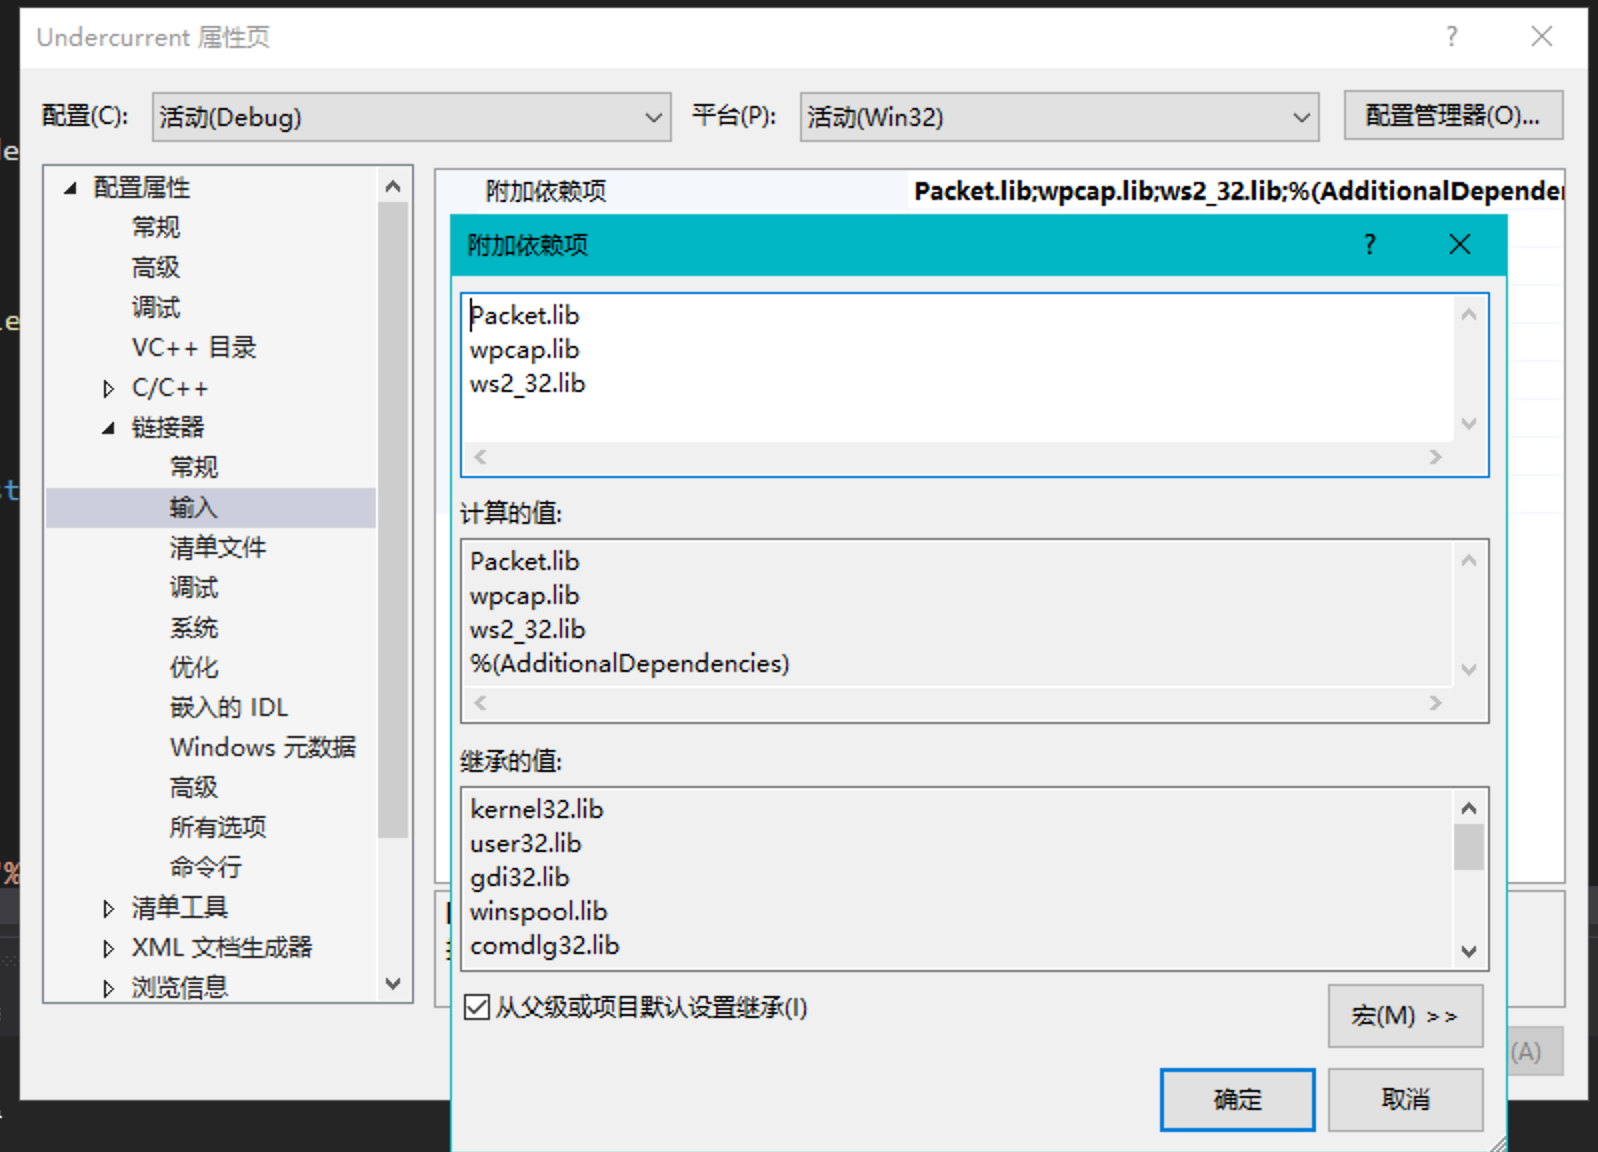 Undercurrent 属性页
?
配置(C):
活动(Debug)
平台(P):
活动(Win32)
配置管理器(O)...
配置属性
常规
高级
调试
VC++ 目录
C/C++
链接器
常规
输入
清单文件
调试
系统
优化
嵌入的 IDL
Windows 元数据
高级
所有选项
命令行
清单工具
XML 文档生成器
浏览信息
附加依赖项
Packet.lib;wpcap.lib;ws2_32.lib;%(AdditionalDepende
附加依赖项
?
Packet.lib
wpcap.lib
ws2_32.lib
计算的值:
Packet.lib
wpcap.lib
ws2_32.lib
%(AdditionalDependencies)
继承的值:
kernel32.lib
user32.lib
gdi32.lib
winspool.lib
comdlg32.lib
从父级或项目默认设置继承(I)
宏(M) >>
(A)
确定
取消